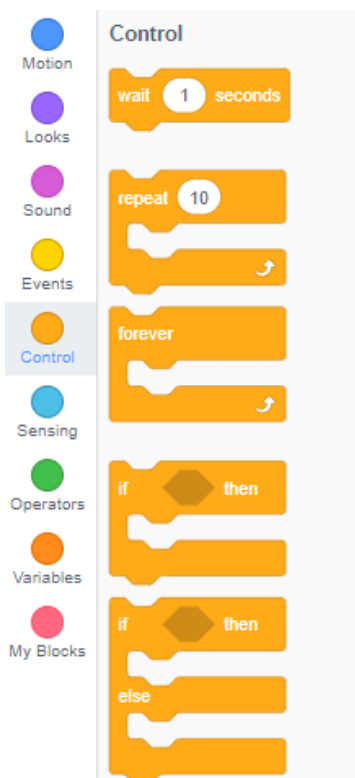 Motion
Looks
Sound
Events
Control
Sensing
Operators
Variables
My Blocks
Control
wait 1 seconds
repeat 10
forever
if then
if then
else